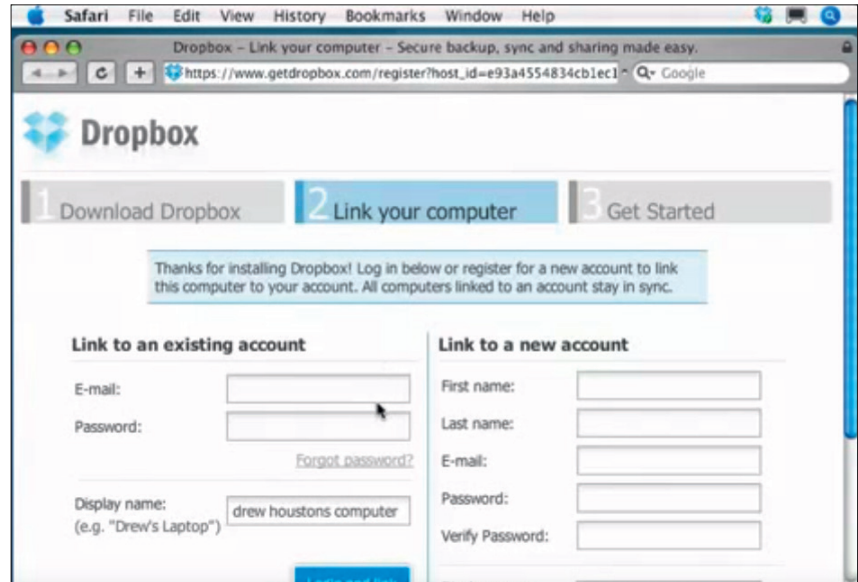 Safari File Edit View History Bookmarks Window Help
Dropbox – Link your computer – Secure backup, sync and sharing made easy.
https://www.getdropbox.com/register?host_id=e93a4554834cb1ec1
Google
Dropbox
1 Download Dropbox
2 Link your computer
3 Get Started
Thanks for installing Dropbox! Log in below or register for a new account to link
this computer to your account. All computers linked to an account stay in sync.
Link to an existing account
E-mail:
Password:
Forgot password?
Display name:
(e.g. "Drew's Laptop")
drew houstons computer
Login and link
Link to a new account
First name:
Last name:
E-mail:
Password:
Verify Password: